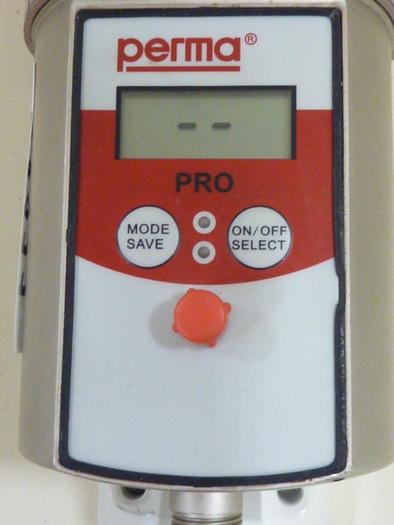 perma®
- -
PRO
MODE
SAVE
ON/OFF
SELECT